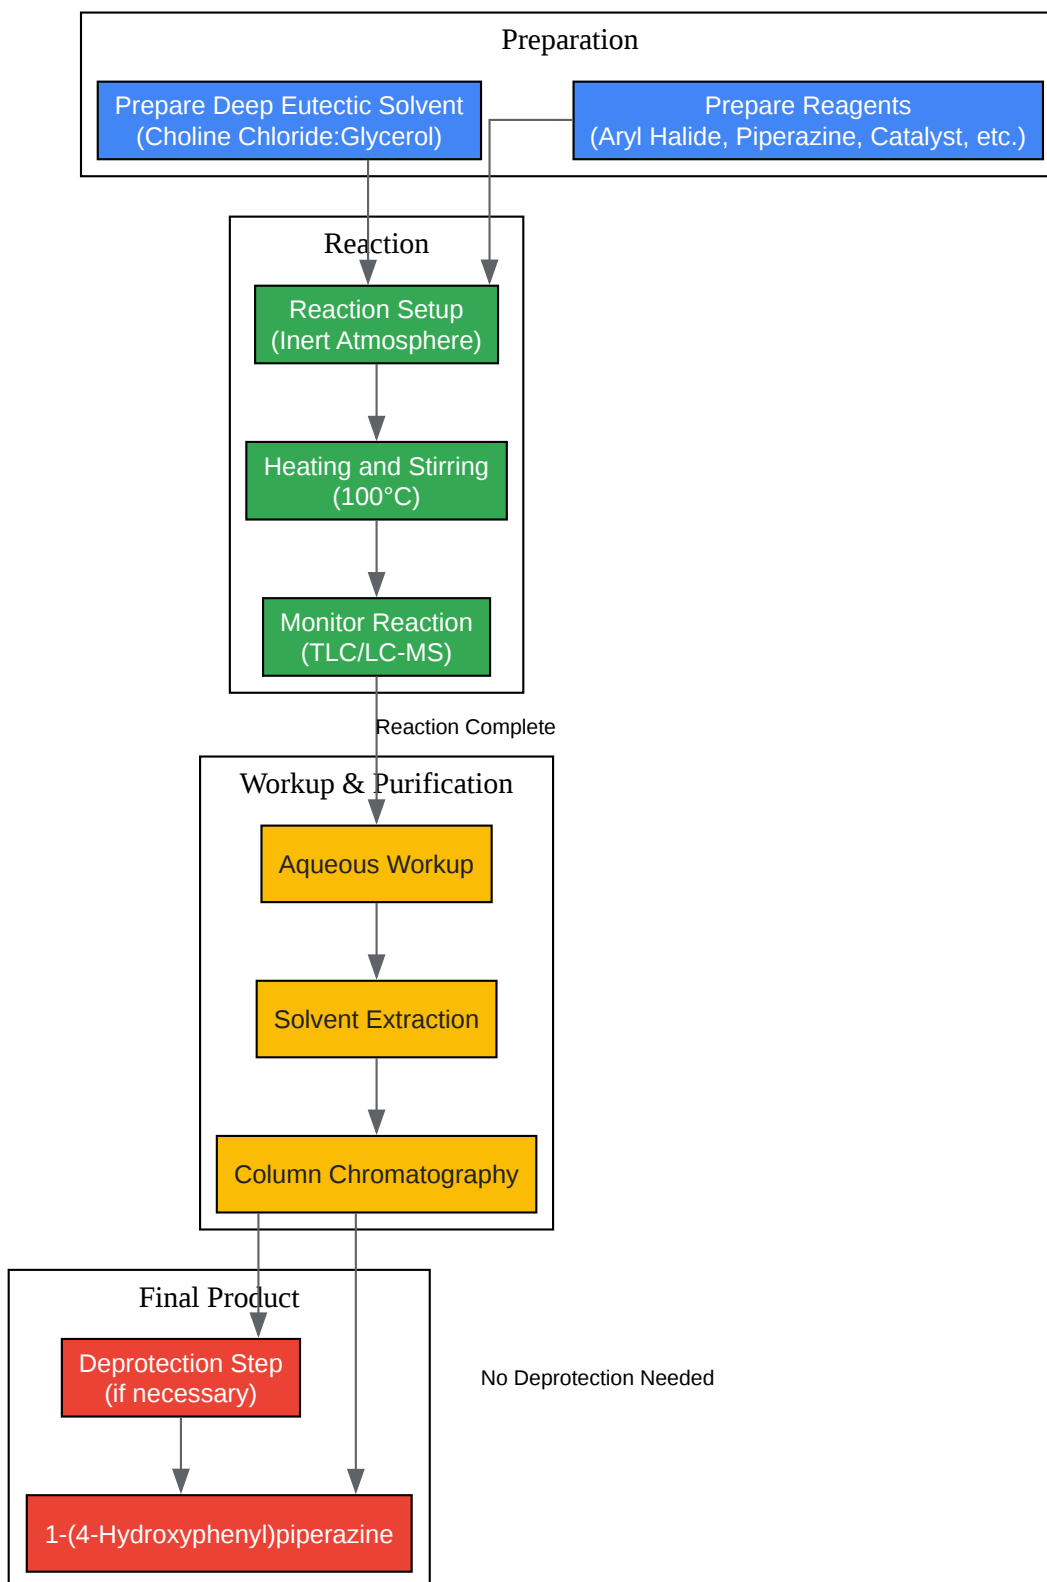 Preparation
Prepare Deep Eutectic Solvent
(Choline Chloride:Glycerol)
Prepare Reagents
(Aryl Halide, Piperazine, Catalyst, etc.)
Reaction
Reaction Setup
(Inert Atmosphere)
Heating and Stirring
(100°C)
Monitor Reaction
(TLC/LC-MS)
Reaction Complete
Workup & Purification
Aqueous Workup
Solvent Extraction
Column Chromatography
Final Product
Deprotection Step
(if necessary)
No Deprotection Needed
1-(4-Hydroxyphenyl)piperazine